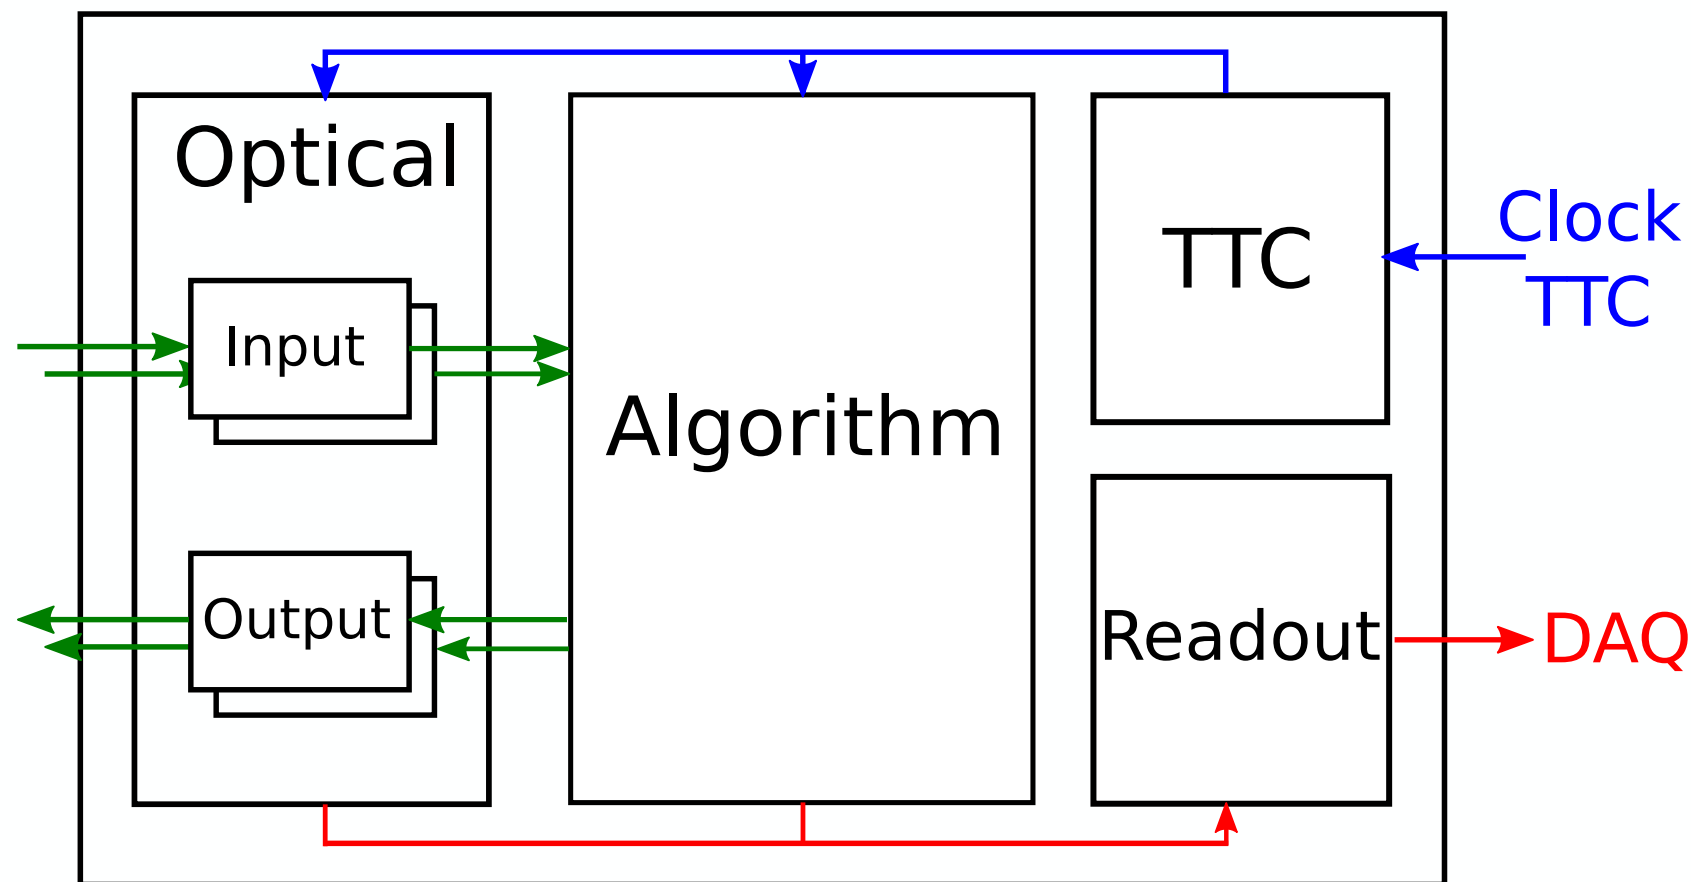 Optical
Input
Output
Algorithm
TTC
Readout
Clock
TTC
DAQ